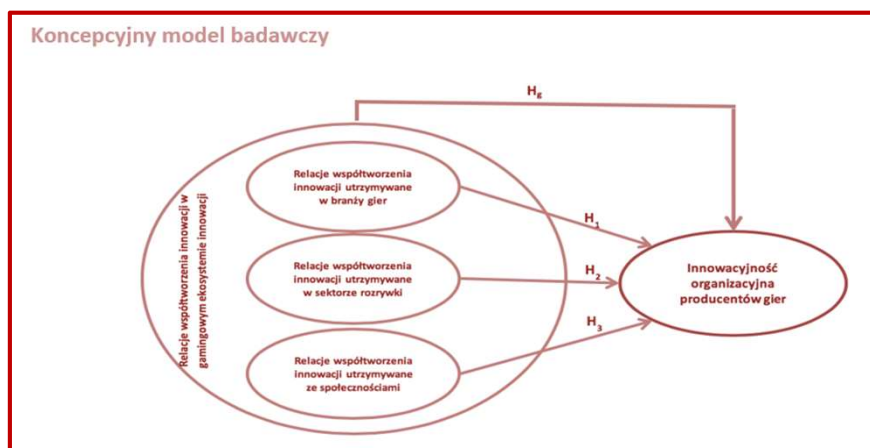 Koncepcyjny model badawczy
Hg
Relacje współtworzenia innowacji w
gamingowym ekosystemie innowacji
Relacje współtworzenia
innowacji utrzymywane
w branży gier
H1
Relacje współtworzenia
innowacji utrzymywane
w sektorze rozrywki
H2
Innowacyjność
organizacyjna
producentów gier
H3
Relacje współtworzenia
innowacji utrzymywane
ze społecznościami